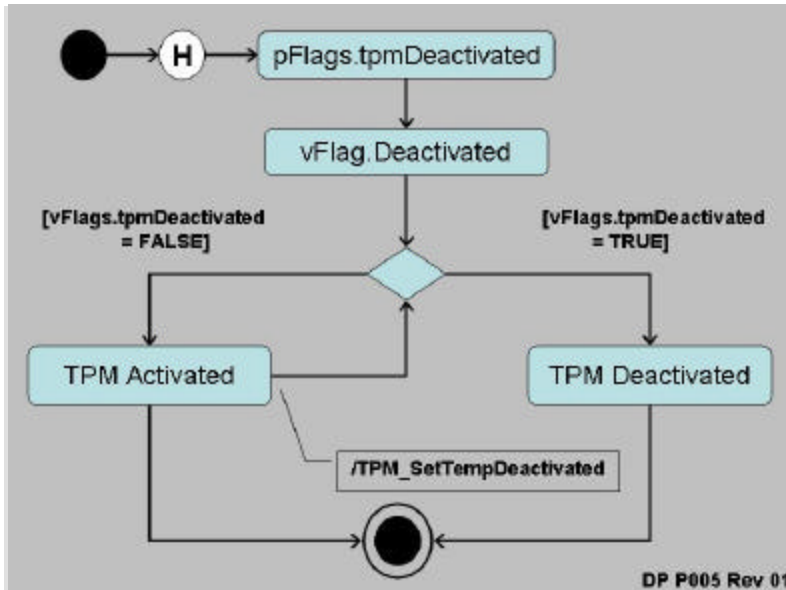 H
pFlags.tpmDeactivated
vFlag.Deactivated
[vFlags.tpmDeactivated
= FALSE]
[vFlags.tpmDeactivated
= TRUE]
TPM Activated
TPM Deactivated
/TPM_SetTempDeactivated
DP P005 Rev 01